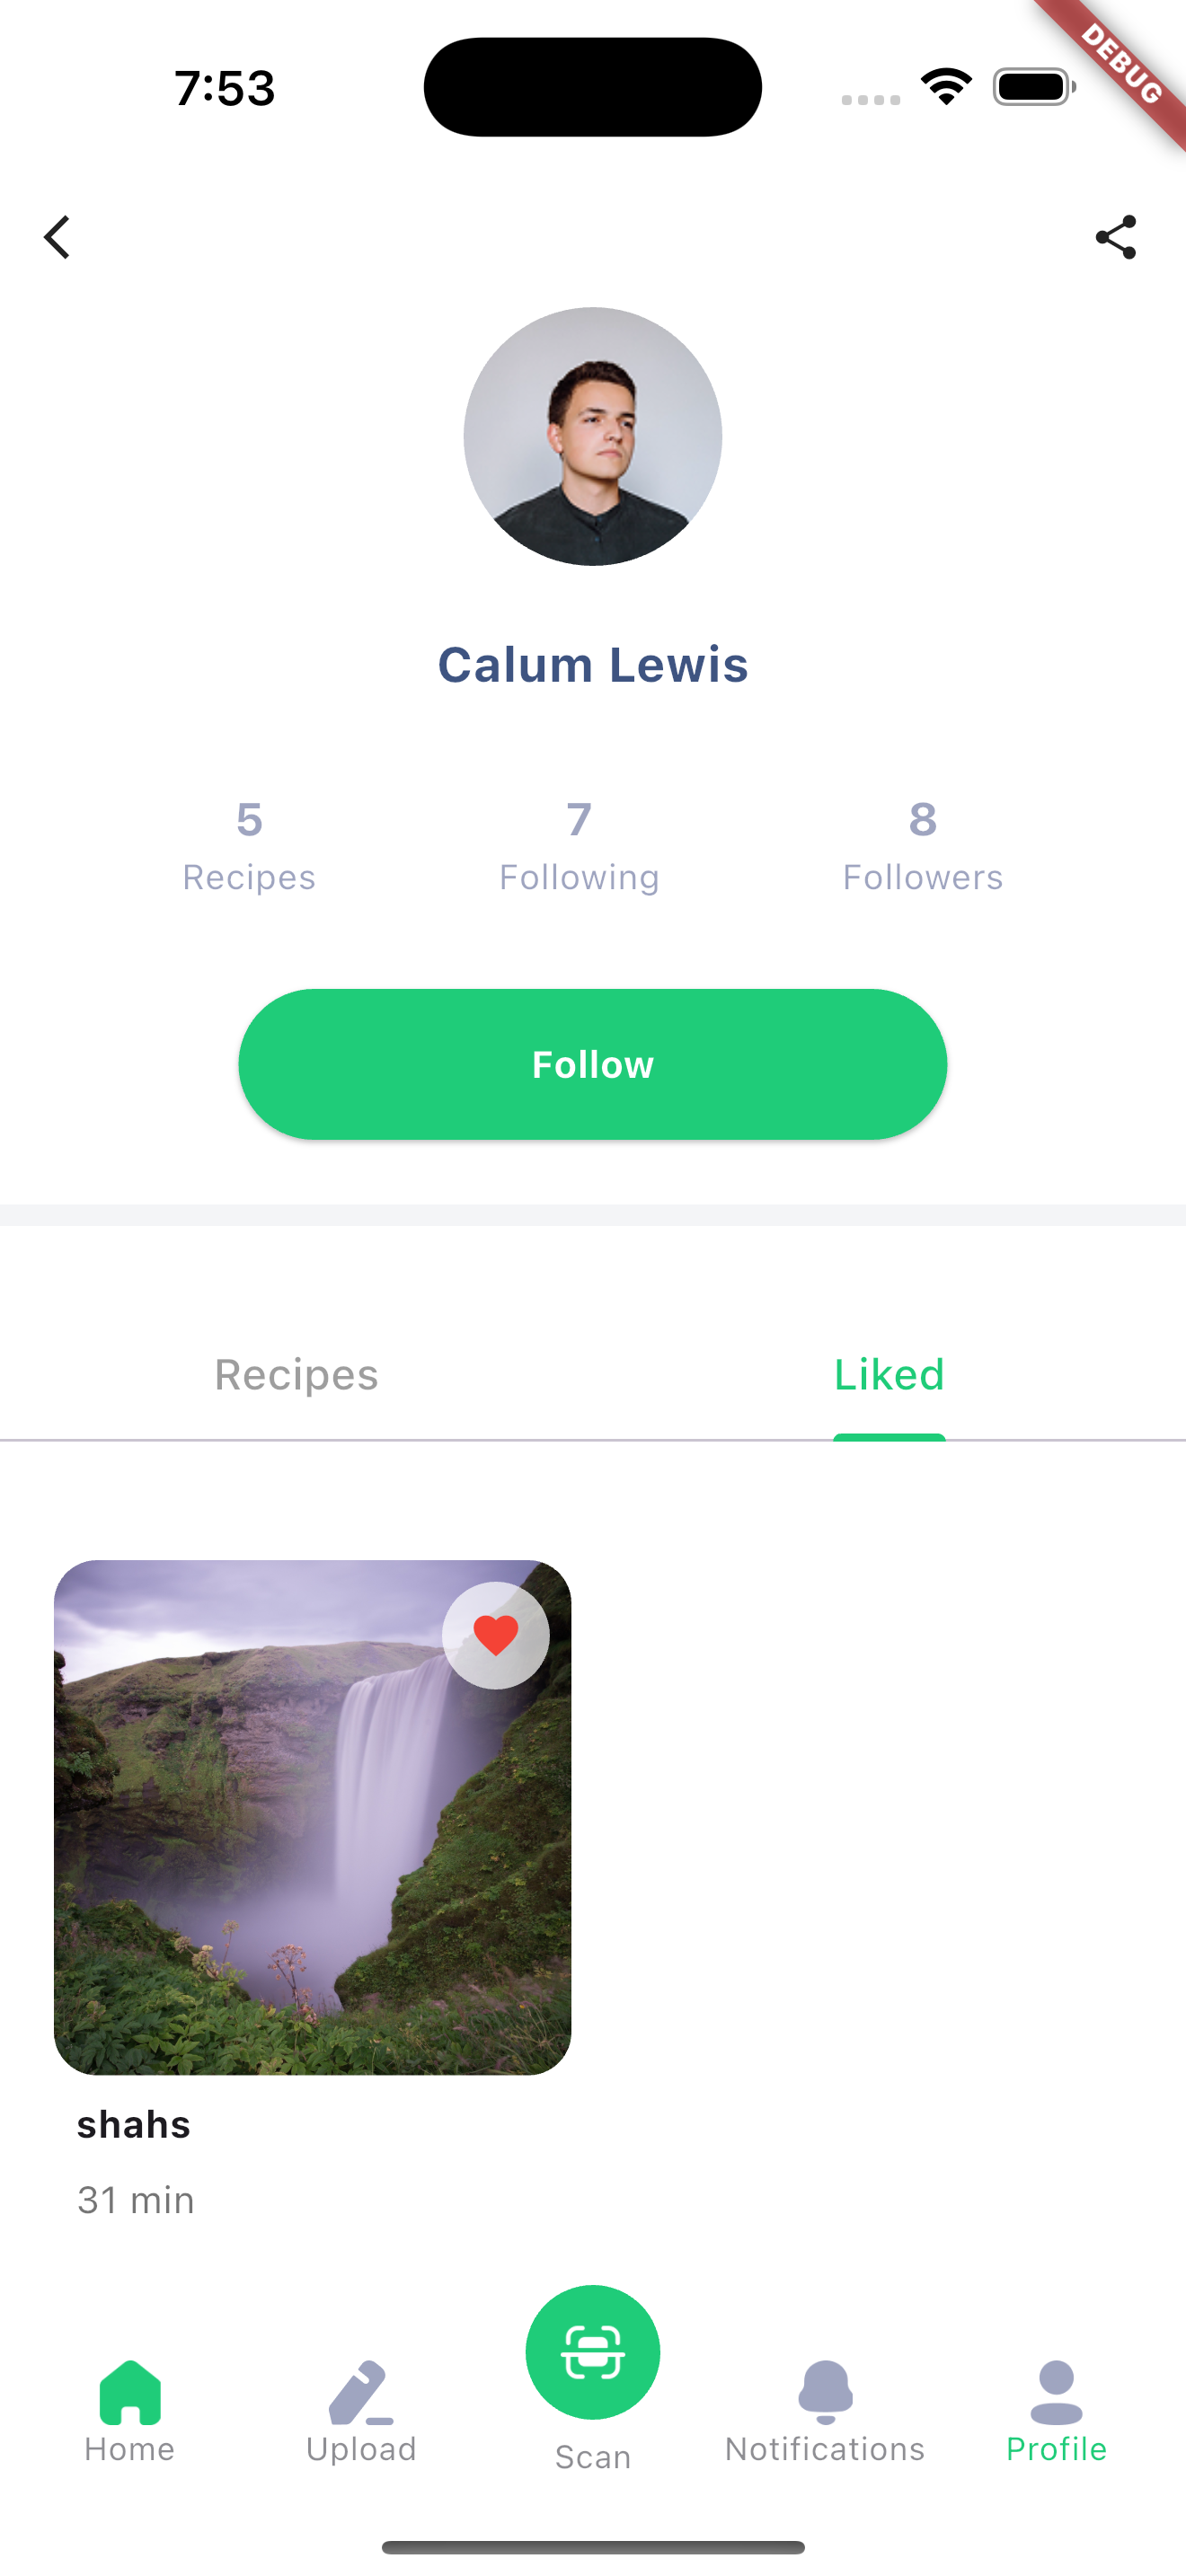 7:53
DEBUG
Calum Lewis
5 7 8
Recipes Following Followers
Follow
Recipes Liked
shahs
31 min
Home Upload Scan Notifications Profile